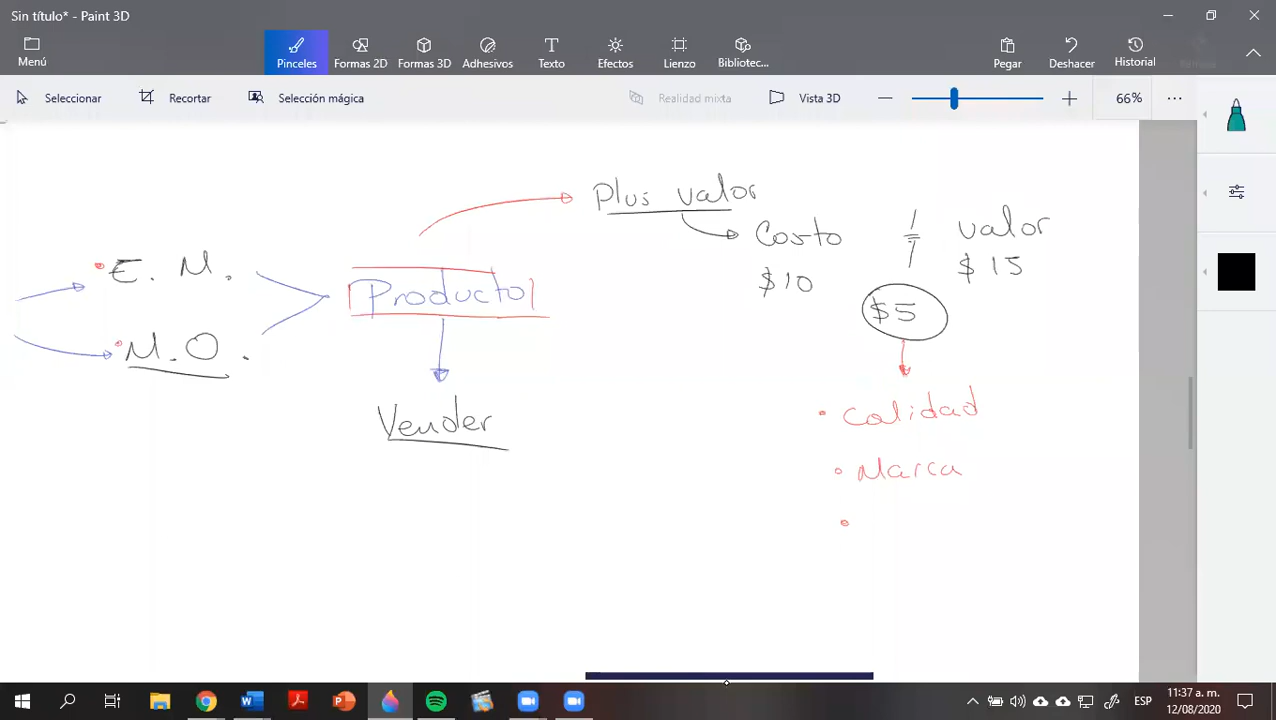 Sin título* - Paint 3D
Menú
Pinceles
Formas 2D
Formas 3D
Adhesivos
Texto
Efectos
Lienzo
Bibliotec...
Pegar
Deshacer
Historial
Seleccionar
Recortar
Selección mágica
Realidad mixta
Vista 3D
66%
Plus valor
Costo
$10
valor
$15
$5
• E. M.
• M.O.
Producto
Vender
• Calidad
• Marca
•
ESP
11:37 a. m.
12/08/2020